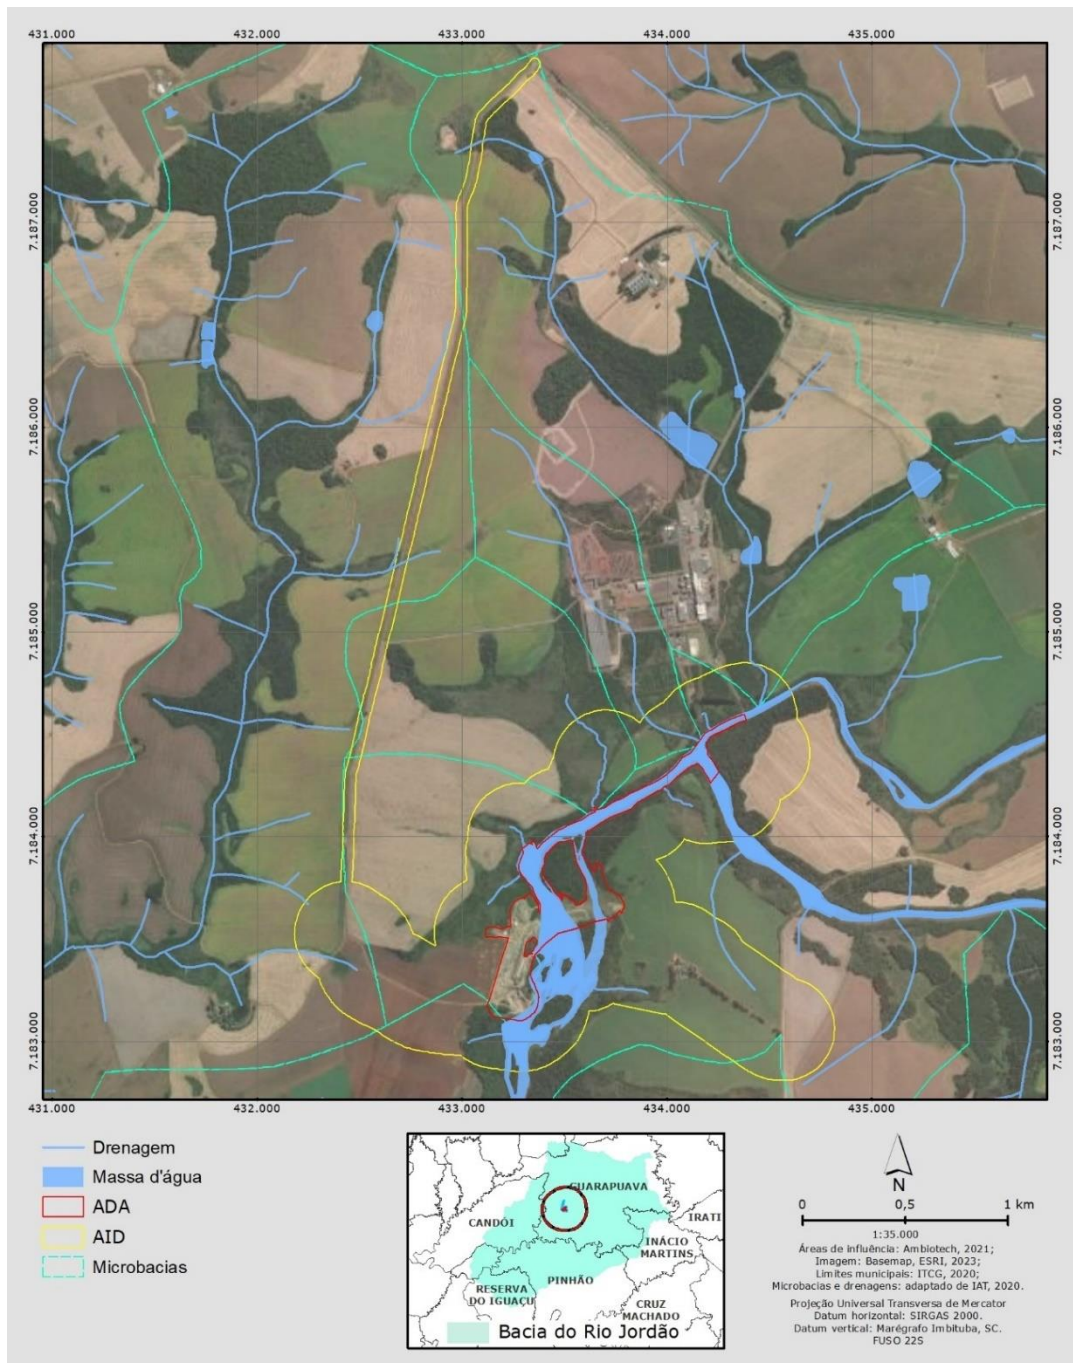 431.000 432.000 433.000 434.000 435.000
7.187.000
7.187.000
7.186.000
7.186.000
7.185.000
7.185.000
7.184.000
7.184.000
7.183.000
7.183.000
431.000 432.000 433.000 434.000 435.000
Drenagem
Massa d'água
ADA
AID
Microbacias
GUARAPUAVA
CANDÓI
IRATI
INÁCIO
MARTINS
PINHÃO
RESERVA
DO IGUAÇU
CRUZ
MACHADO
Bacia do Rio Jordão
N
0 0,5 1 km
1:35.000
Áreas de influência: Ambiotech, 2021;
Imagem: Basemap, ESRI, 2023;
Limites municipais: ITCG, 2020;
Microbacias e drenagens: adaptado de IAT, 2020.
Projeção Universal Transversa de Mercator
Datum horizontal: SIRGAS 2000.
Datum vertical: Marégrafo Imbituba, SC.
FUSO 22S